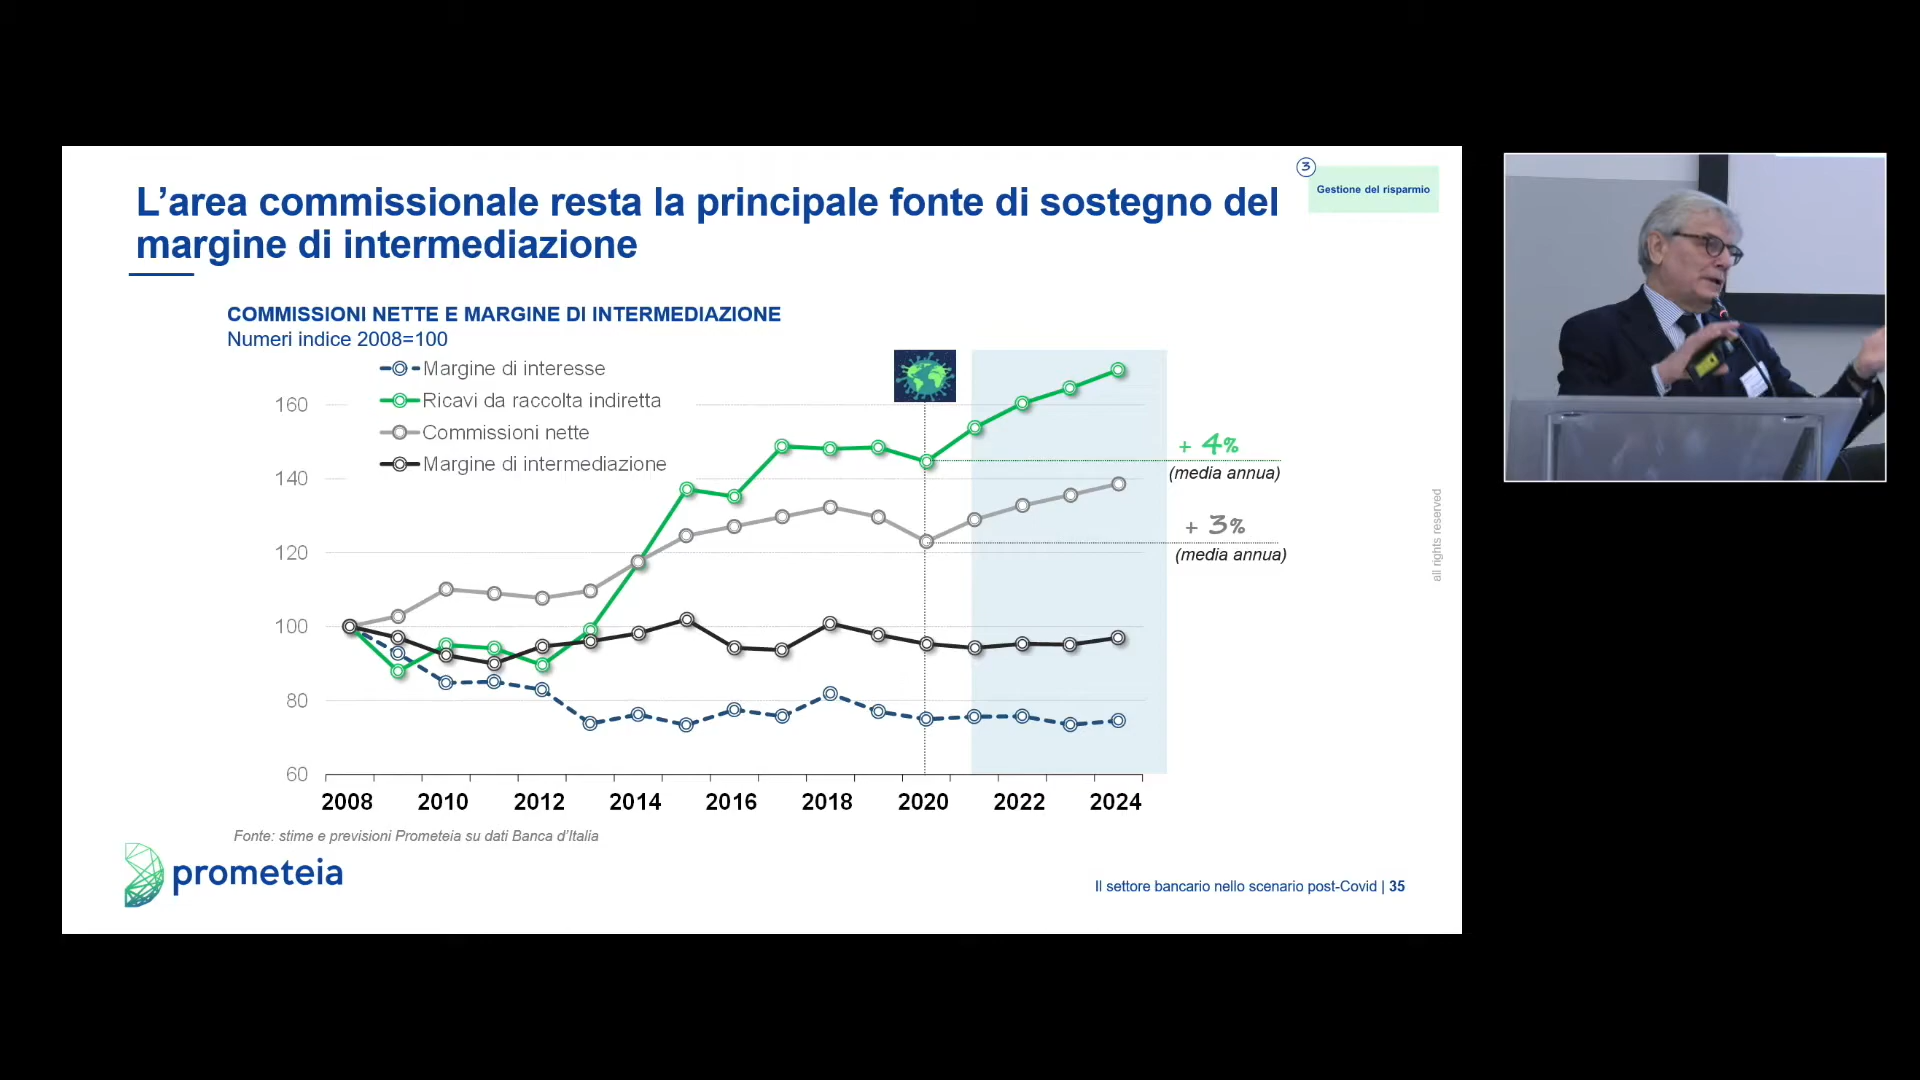 3
Gestione del risparmio
L’area commissionale resta la principale fonte di sostegno del
margine di intermediazione
COMMISSIONI NETTE E MARGINE DI INTERMEDIAZIONE
Numeri indice 2008=100
Margine di interesse
Ricavi da raccolta indiretta
Commissioni nette
Margine di intermediazione
160
140
120
100
80
60
+ 4%
(media annua)
+ 3%
(media annua)
2008 2010 2012 2014 2016 2018 2020 2022 2024
all rights reserved
Fonte: stime e previsioni Prometeia su dati Banca d’Italia
prometeia
Il settore bancario nello scenario post-Covid | 35